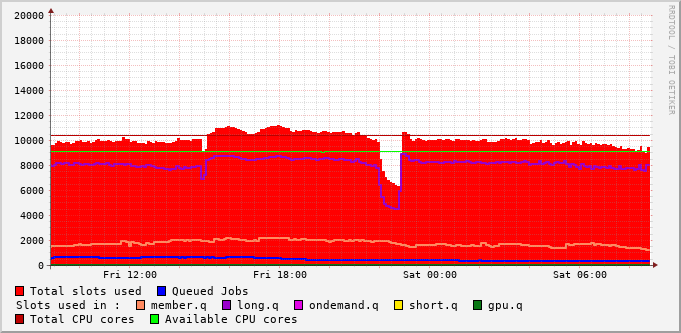 RRDTOOL / TOBI OETIKER
20000
18000
16000
14000
12000
10000
8000
6000
4000
2000
0
Fri 12:00 Fri 18:00 Sat 00:00 Sat 06:00
Total slots used Queued Jobs
Slots used in : member.q long.q ondemand.q short.q gpu.q
Total CPU cores Available CPU cores